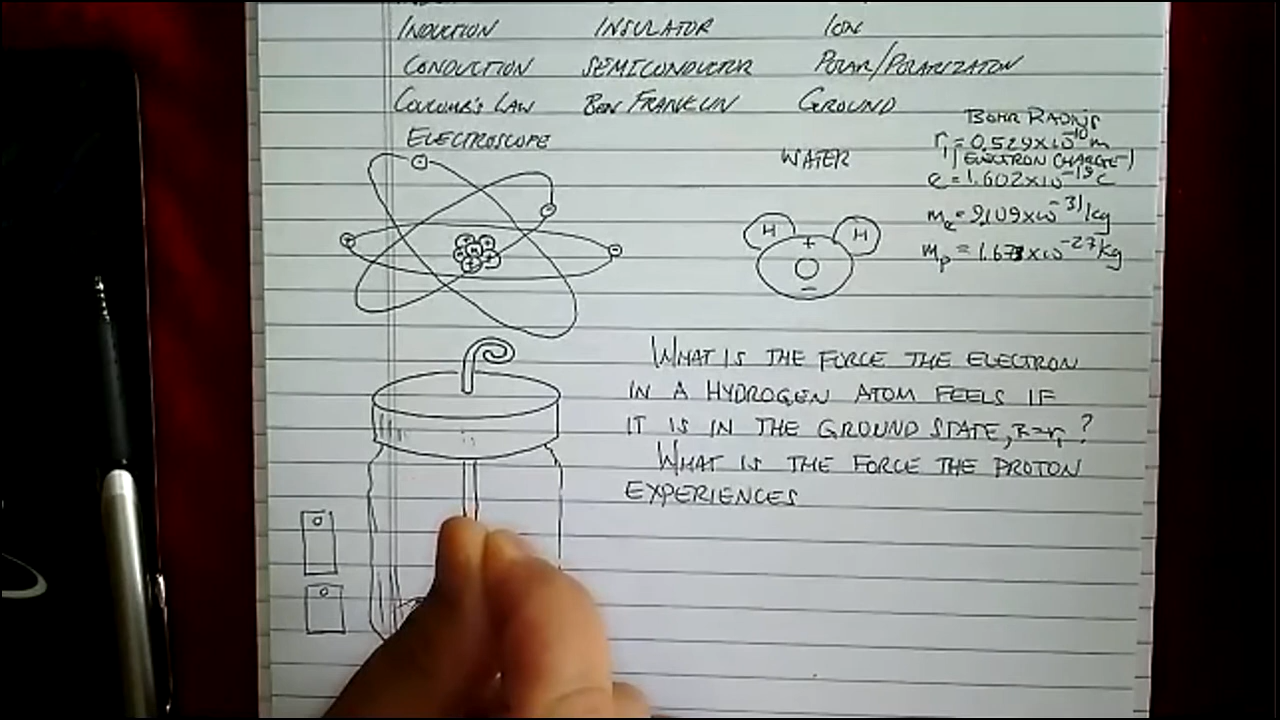 INDUCTION INSULATOR ION
CONDUCTION SEMICONDUCTOR POLAR/POLARIZATON
COULOMB'S LAW BEN FRANKLIN GROUND
ELECTROSCOPE
WATER
BOHR RADIUS
r₁ = 0.529x10⁻¹⁰ m
|ELECTRON CHARGE|
e = 1.602x10⁻¹⁹ C
mₑ = 9.109x10⁻³¹ kg
mₚ = 1.673x10⁻²⁷ kg
H H
+
O
−
WHAT IS THE FORCE THE ELECTRON
IN A HYDROGEN ATOM FEELS IF
IT IS IN THE GROUND STATE, R=r₁ ?
WHAT IS THE FORCE THE PROTON
EXPERIENCES